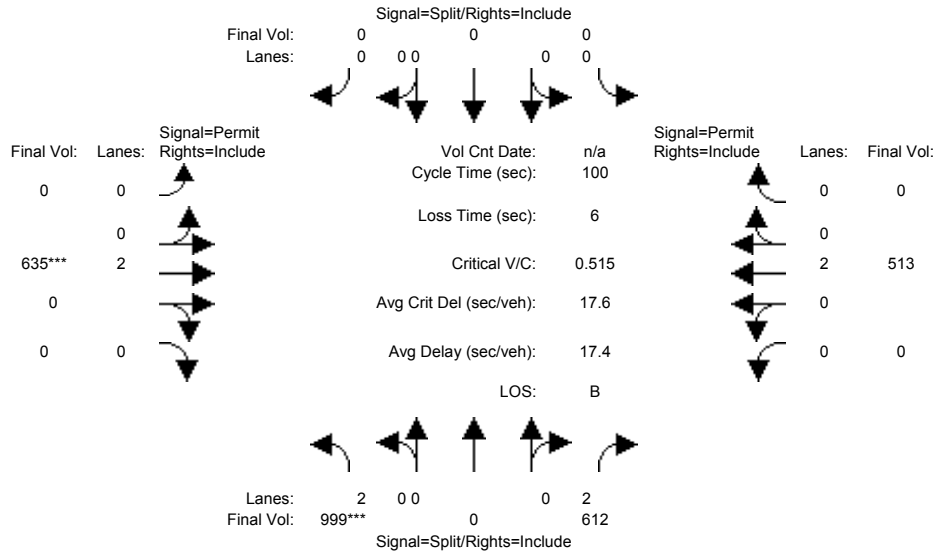 Signal=Split/Rights=Include
Final Vol: 0 0 0
Lanes: 0 0 0 0 0
Signal=Permit Signal=Permit
Final Vol: Lanes: Rights=Include Vol Cnt Date: n/a Rights=Include Lanes: Final Vol:
Cycle Time (sec): 100
0 0 0 0
Loss Time (sec): 6
0 0
635*** 2 Critical V/C: 0.515 2 513
0 Avg Crit Del (sec/veh): 17.6 0
0 0 Avg Delay (sec/veh): 17.4 0 0
LOS: B
Lanes: 2 0 0 0 2
Final Vol: 999*** 0 612
Signal=Split/Rights=Include